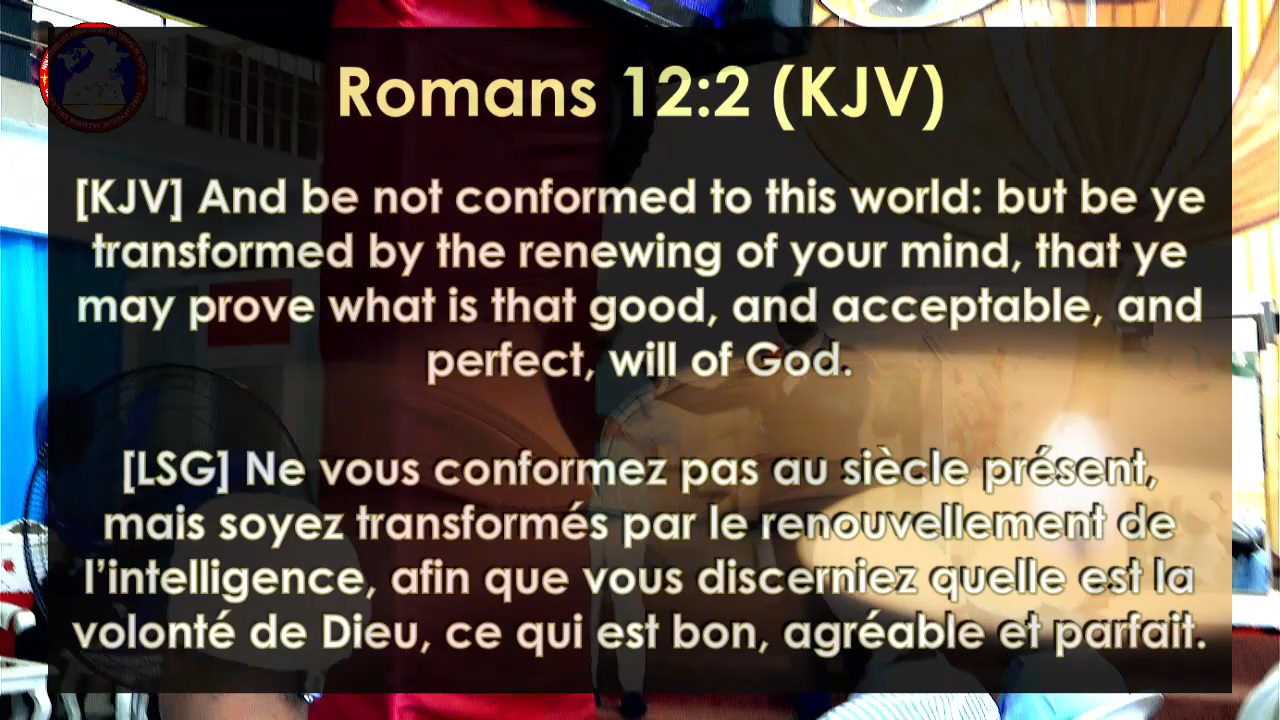 Romans 12:2 (KJV)
[KJV] And be not conformed to this world: but be ye
transformed by the renewing of your mind, that ye
may prove what is that good, and acceptable, and
perfect, will of God.
[LSG] Ne vous conformez pas au siècle présent,
mais soyez transformés par le renouvellement de
l’intelligence, afin que vous discerniez quelle est la
volonté de Dieu, ce qui est bon, agréable et parfait.